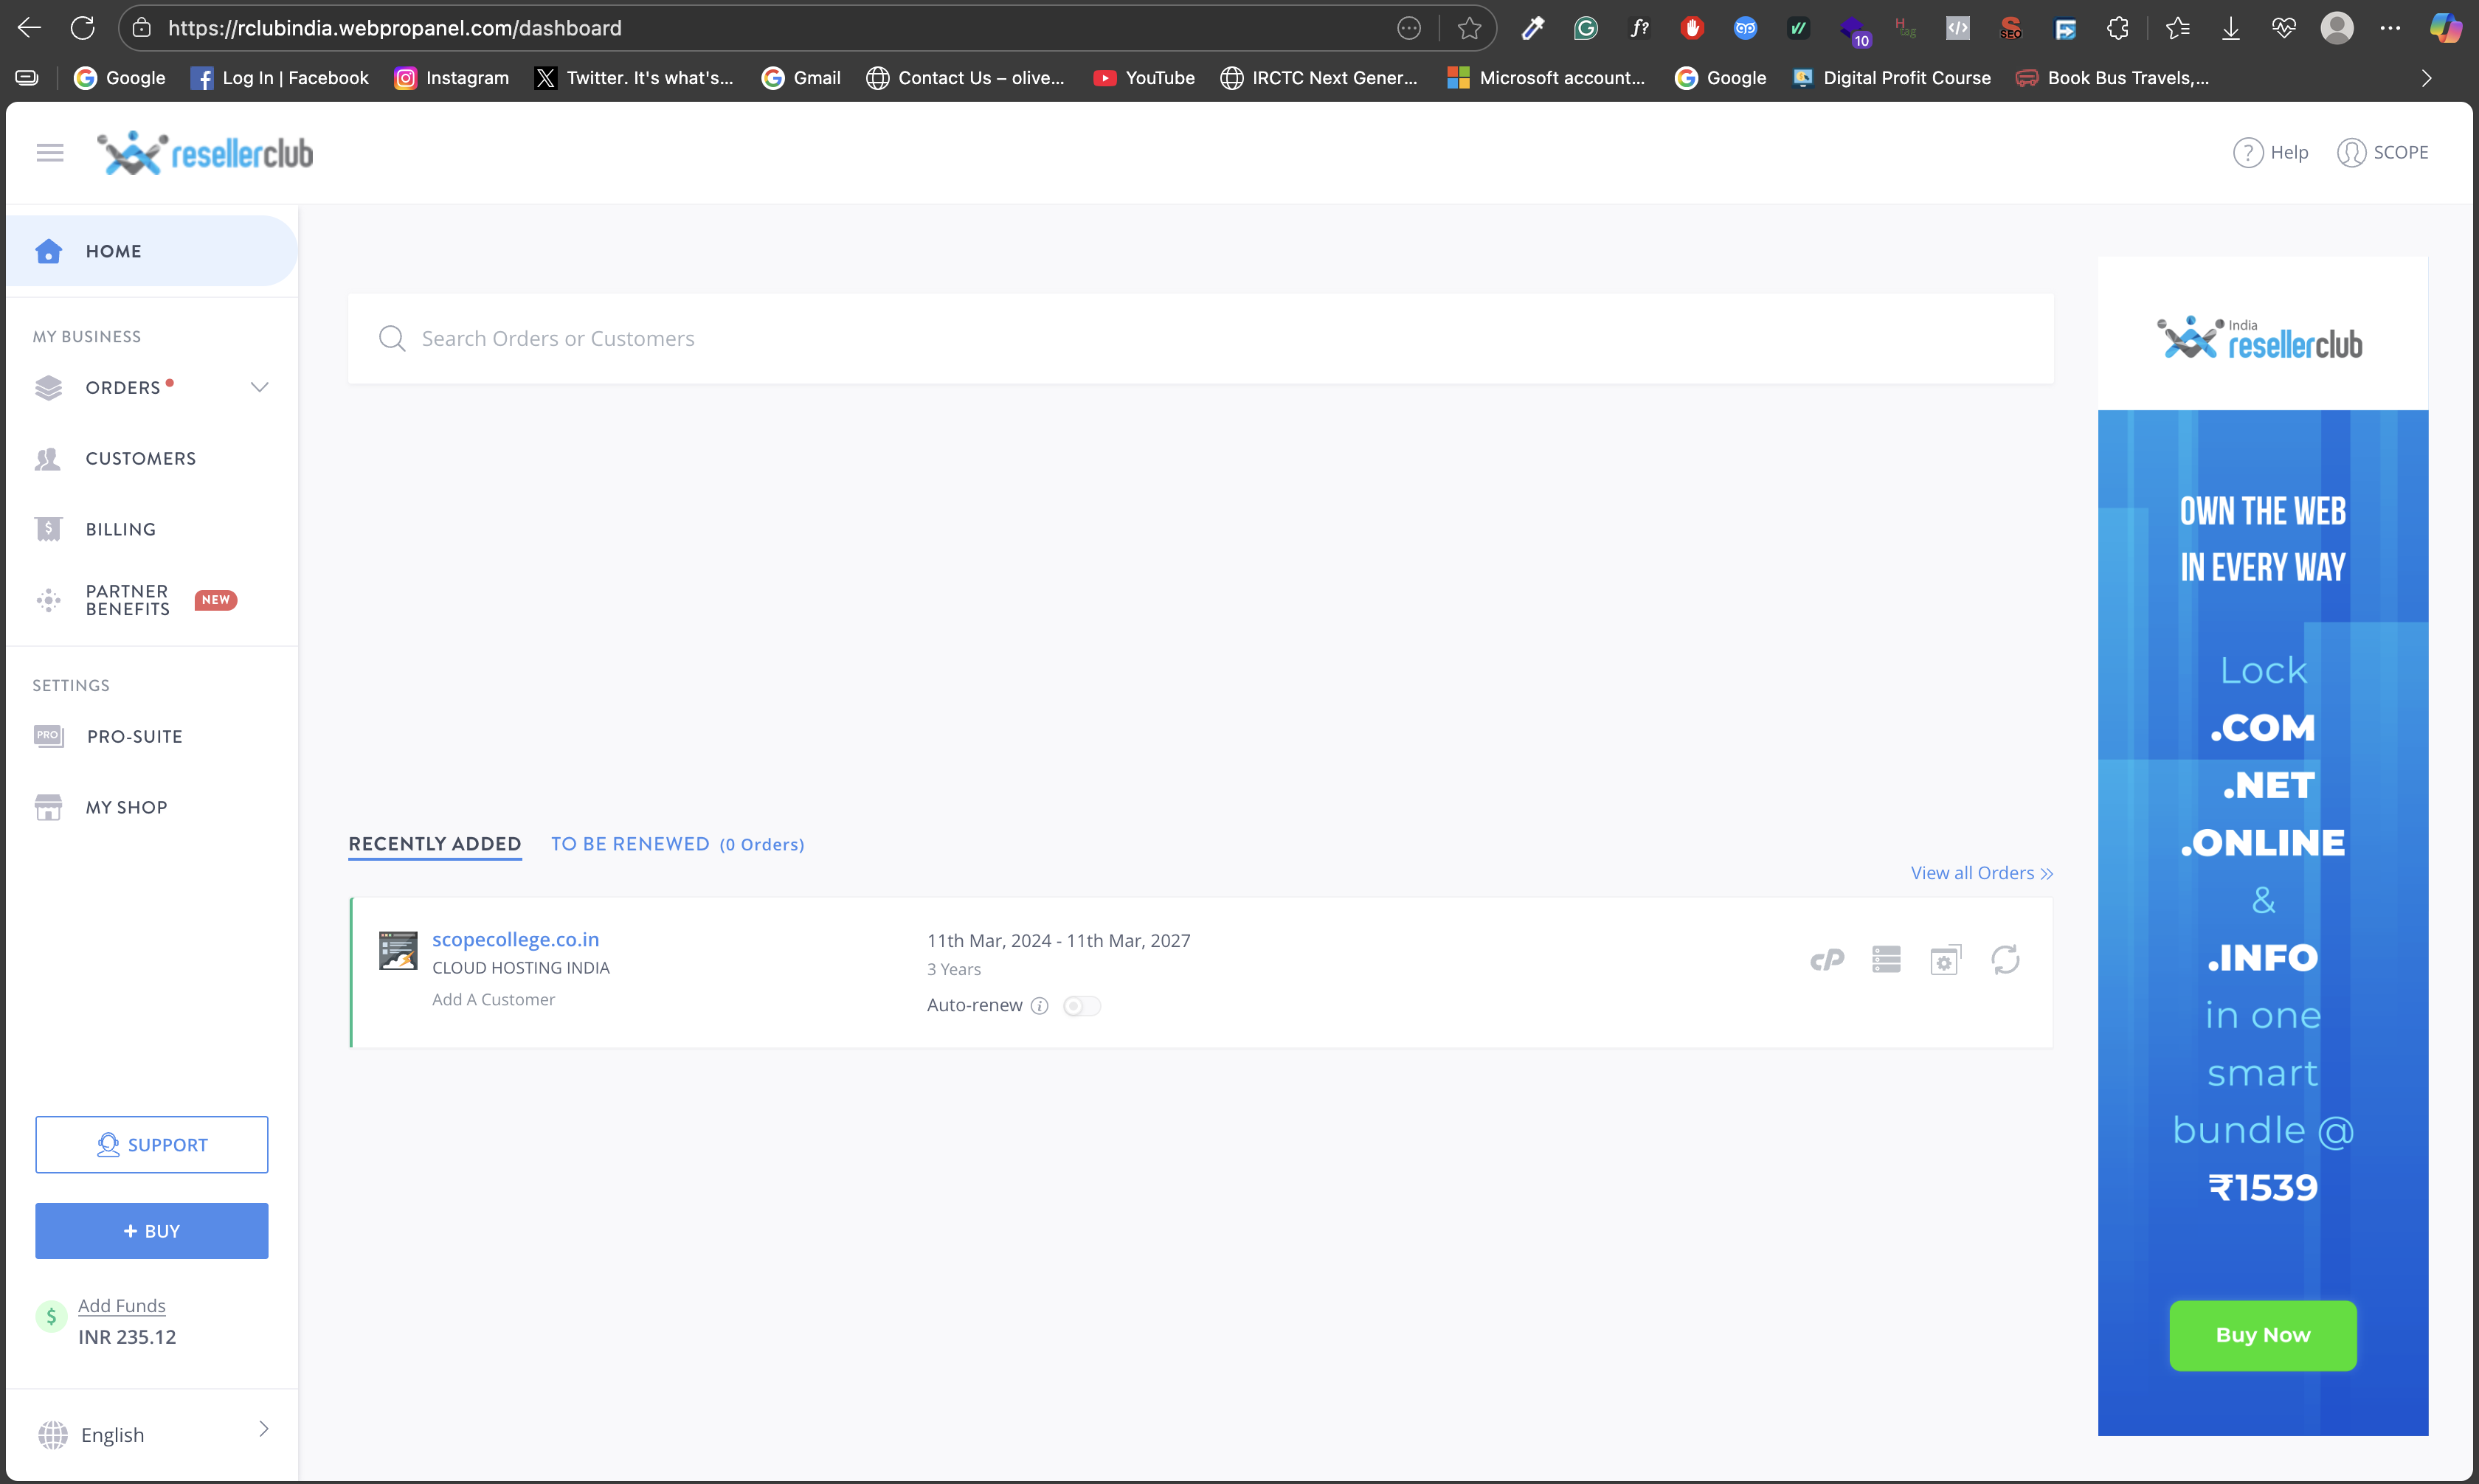 https://rclubindia.webpropanel.com/dashboard
f?
10
H
tag
SEO
Google
Log In | Facebook
Instagram
Twitter. It's what's...
Gmail
Contact Us – olive...
YouTube
IRCTC Next Gener...
Microsoft account...
Google
Digital Profit Course
Book Bus Travels,...
resellerclub
Help
SCOPE
HOME
MY BUSINESS
ORDERS
CUSTOMERS
BILLING
PARTNER
BENEFITS
NEW
SETTINGS
PRO
PRO-SUITE
MY SHOP
SUPPORT
+ BUY
Add Funds
INR 235.12
English
Search Orders or Customers
RECENTLY ADDED
TO BE RENEWED (0 Orders)
View all Orders »
scopecollege.co.in
CLOUD HOSTING INDIA
Add A Customer
11th Mar, 2024 - 11th Mar, 2027
3 Years
Auto-renew
cP
India
resellerclub
OWN THE WEB
IN EVERY WAY
Lock
.COM
.NET
.ONLINE
&
.INFO
in one
smart
bundle @
₹1539
Buy Now